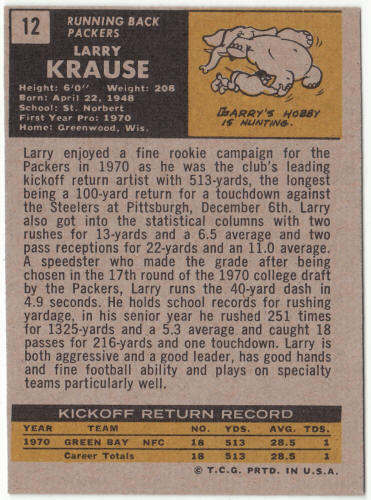 12
RUNNING BACK
PACKERS
LARRY
KRAUSE
Height: 6'0" Weight: 208
Born: April 22, 1948
School: St. Norbert
First Year Pro: 1970
Home: Greenwood, Wis.
GARRY'S HOBBY
IS HUNTING.
Larry enjoyed a fine rookie campaign for the
Packers in 1970 as he was the club's leading
kickoff return artist with 513-yards, the longest
being a 100-yard return for a touchdown against
the Steelers at Pittsburgh, December 6th. Larry
also got into the statistical columns with two
rushes for 13-yards and a 6.5 average and two
pass receptions for 22-yards and an 11.0 average.
A speedster who made the grade after being
chosen in the 17th round of the 1970 college draft
by the Packers, Larry runs the 40-yard dash in
4.9 seconds. He holds school records for rushing
yardage, in his senior year he rushed 251 times
for 1325-yards and a 5.3 average and caught 18
passes for 216-yards and one touchdown. Larry is
both aggressive and a good leader, has good hands
and fine football ability and plays on specialty
teams particularly well.
KICKOFF RETURN RECORD
YEAR TEAM NO. YDS. AVG. TDS.
1970 GREEN BAY NFC 18 513 28.5 1
Career Totals 18 513 28.5 1
© T.C.G. PRTD. IN U.S.A.